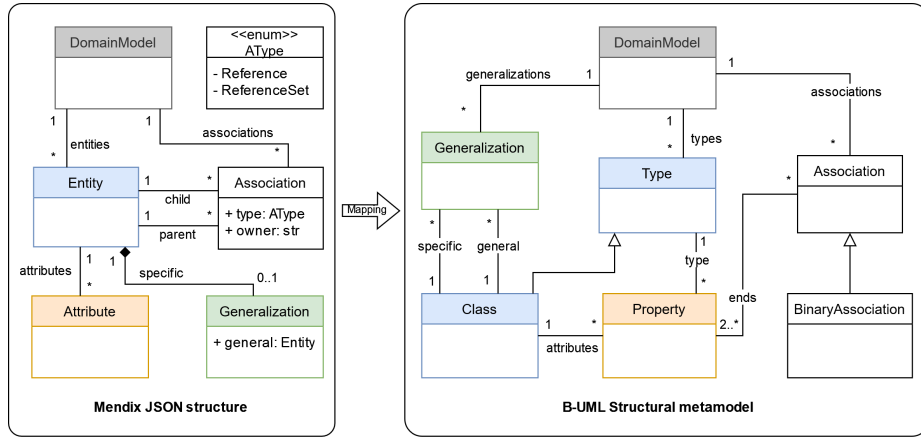 DomainModel
1
1
entities
*
associations
*
<<enum>>
AType
- Reference
- ReferenceSet
Entity
1
child
*
1
parent
*
Association
+ type: AType
+ owner: str
attributes
1
*
1
specific
0..1
Attribute
Generalization
+ general: Entity
Mendix JSON structure
Mapping
DomainModel
generalizations
1
*
1
types
*
1
associations
*
Generalization
Type
Association
*
specific
1
*
general
1
1
type
*
*
ends
2..*
Class
1
attributes
*
Property
BinaryAssociation
B-UML Structural metamodel